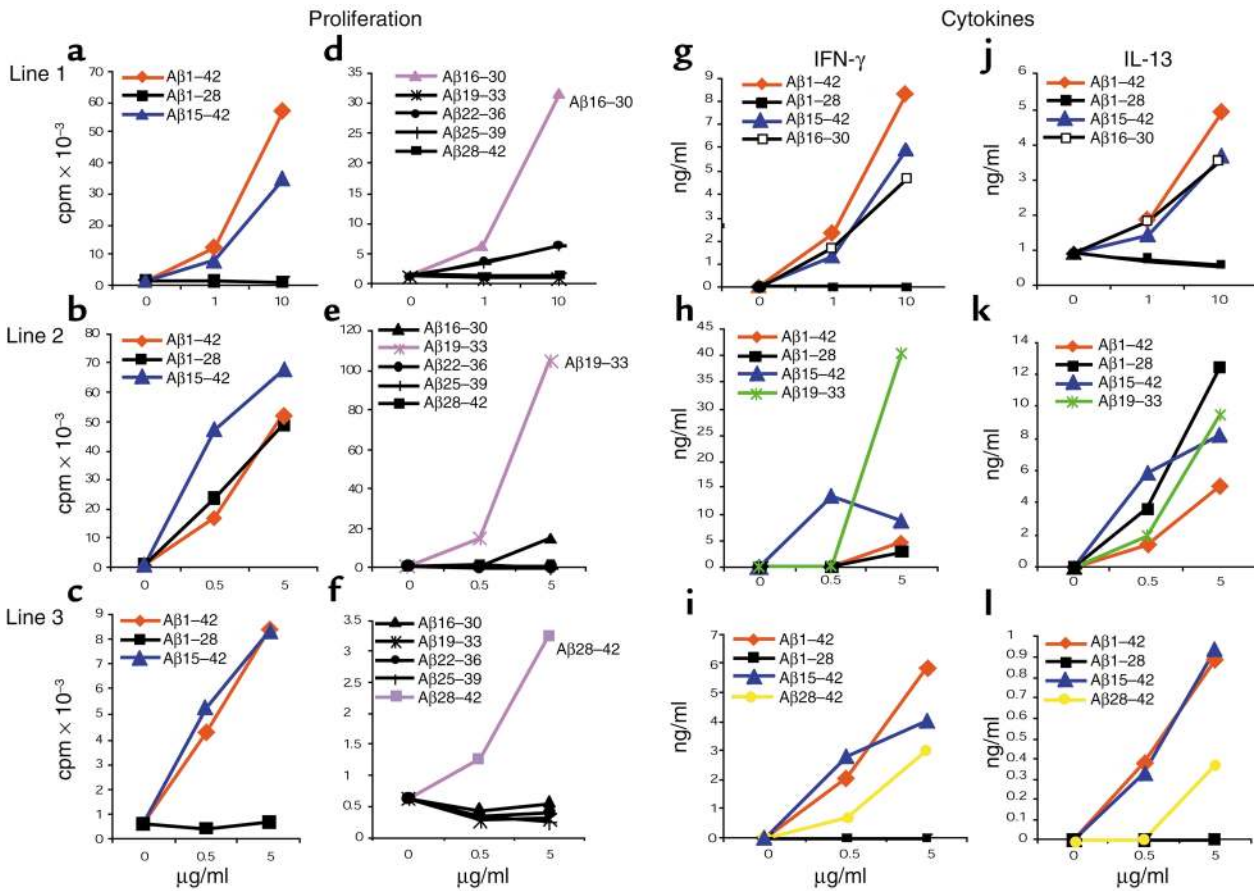 Proliferation
Cytokines
Line 1
a
cpm × 10⁻³
70
60
50
40
30
20
10
0
0
1
10
Aβ1–42
Aβ1–28
Aβ15–42
d
35
30
25
20
15
10
5
0
0
1
10
Aβ16–30
Aβ19–33
Aβ22–36
Aβ25–39
Aβ28–42
Aβ16–30
g
IFN-γ
ng/ml
9
8
7
6
5
4
3
2
1
0
0
1
10
Aβ1–42
Aβ1–28
Aβ15–42
Aβ16–30
j
IL-13
ng/ml
6
5
4
3
2
1
0
0
1
10
Aβ1–42
Aβ1–28
Aβ15–42
Aβ16–30
Line 2
b
cpm × 10⁻³
80
70
60
50
40
30
20
10
0
0
0.5
5
Aβ1–42
Aβ1–28
Aβ15–42
e
120
100
80
60
40
20
0
0
0.5
5
Aβ16–30
Aβ19–33
Aβ22–36
Aβ25–39
Aβ28–42
Aβ19–33
h
ng/ml
45
40
35
30
25
20
15
10
5
0
0
0.5
5
Aβ1–42
Aβ1–28
Aβ15–42
Aβ19–33
k
ng/ml
14
12
10
8
6
4
2
0
0
0.5
5
Aβ1–42
Aβ1–28
Aβ15–42
Aβ19–33
Line 3
c
cpm × 10⁻³
9
8
7
6
5
4
3
2
1
0
0
0.5
5
μg/ml
Aβ1–42
Aβ1–28
Aβ15–42
f
3.5
3
2.5
2
1.5
1
0.5
0
0
0.5
5
μg/ml
Aβ16–30
Aβ19–33
Aβ22–36
Aβ25–39
Aβ28–42
Aβ28–42
i
ng/ml
7
6
5
4
3
2
1
0
0
0.5
5
μg/ml
Aβ1–42
Aβ1–28
Aβ15–42
Aβ28–42
l
ng/ml
1
0.9
0.8
0.7
0.6
0.5
0.4
0.3
0.2
0.1
0
0
0.5
5
μg/ml
Aβ1–42
Aβ1–28
Aβ15–42
Aβ28–42